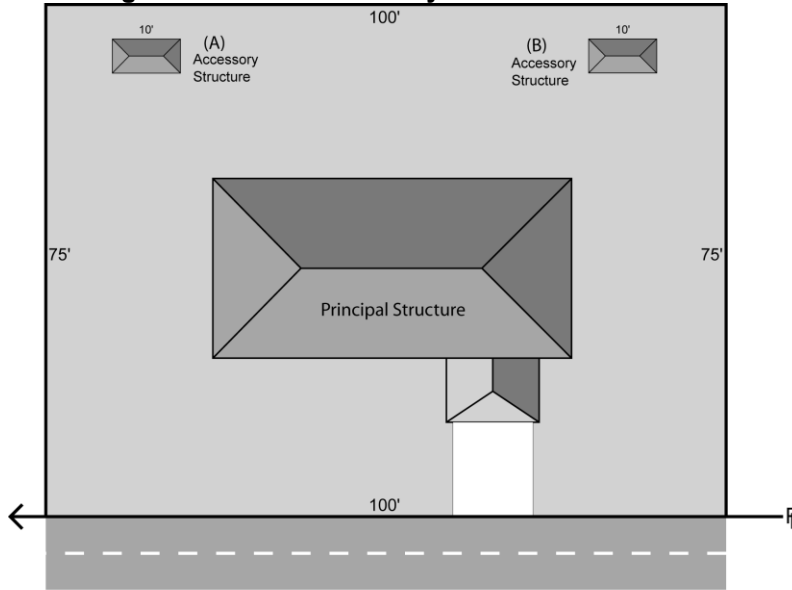 100'
10'
(A)
Accessory
Structure
10'
(B)
Accessory
Structure
75'
75'
Principal Structure
100'